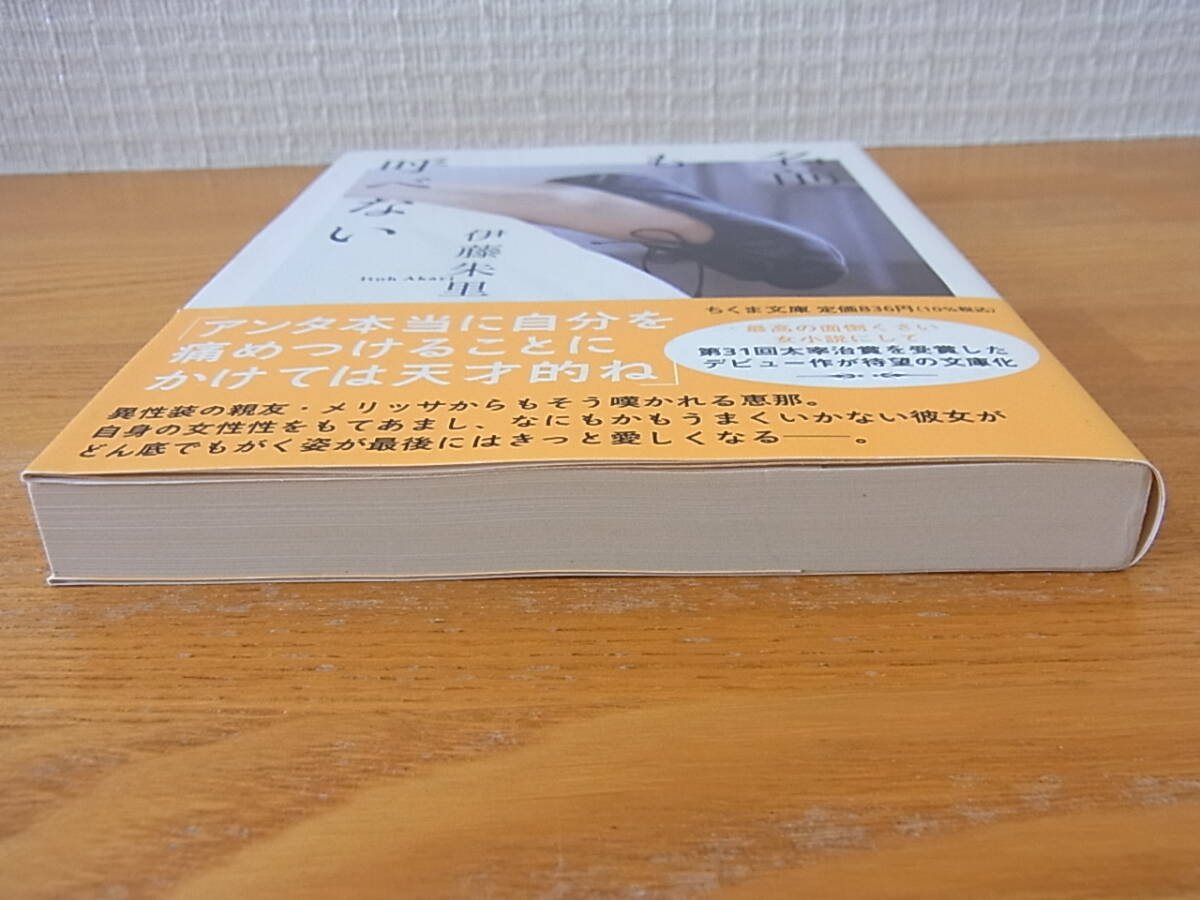 名前も
呼べない
伊藤朱里
Itoh Akari
ちくま文庫 定価836円(10%税込)
「アンタ本当に自分を
痛めつけることに
かけては天才的ね」
最高の面倒くさい
女小説にして
第31回太宰治賞を受賞した
デビュー作が待望の文庫化
異性装の親友・メリッサからもそう嘆かれる恵那。
自身の女性性をもてあまし、なにもかもうまくいかない彼女が
どん底でもがく姿が最後にはきっと愛しくなる——。